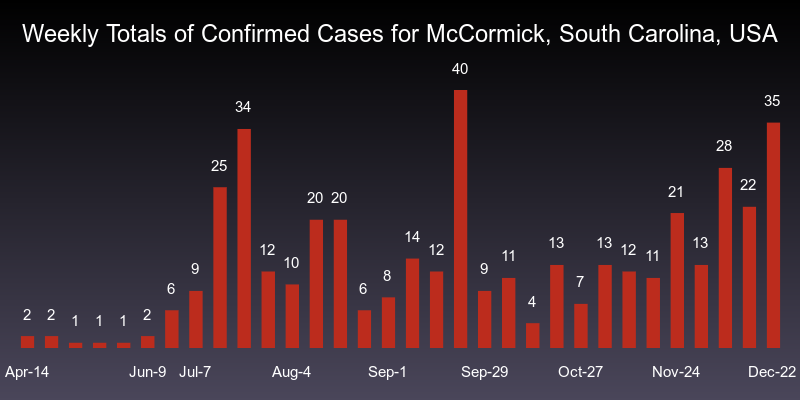 Weekly Totals of Confirmed Cases for McCormick, South Carolina, USA
2 2 1 1 1 2 6 9 25 34 12 10 20 20 6 8 14 12 40 9 11 4 13 7 13 12 11 21 13 28 22 35
Apr-14 Jun-9 Jul-7 Aug-4 Sep-1 Sep-29 Oct-27 Nov-24 Dec-22